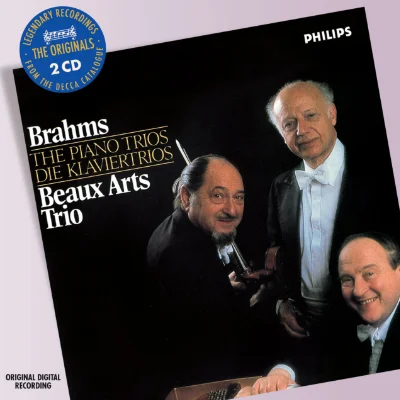 LEGENDARY RECORDINGS
THE ORIGINALS
2 CD
FROM THE DECCA CATALOGUE
PHILIPS
Brahms
THE PIANO TRIOS
DIE KLAVIERTRIOS
Beaux Arts
Trio
ORIGINAL DIGITAL
RECORDING